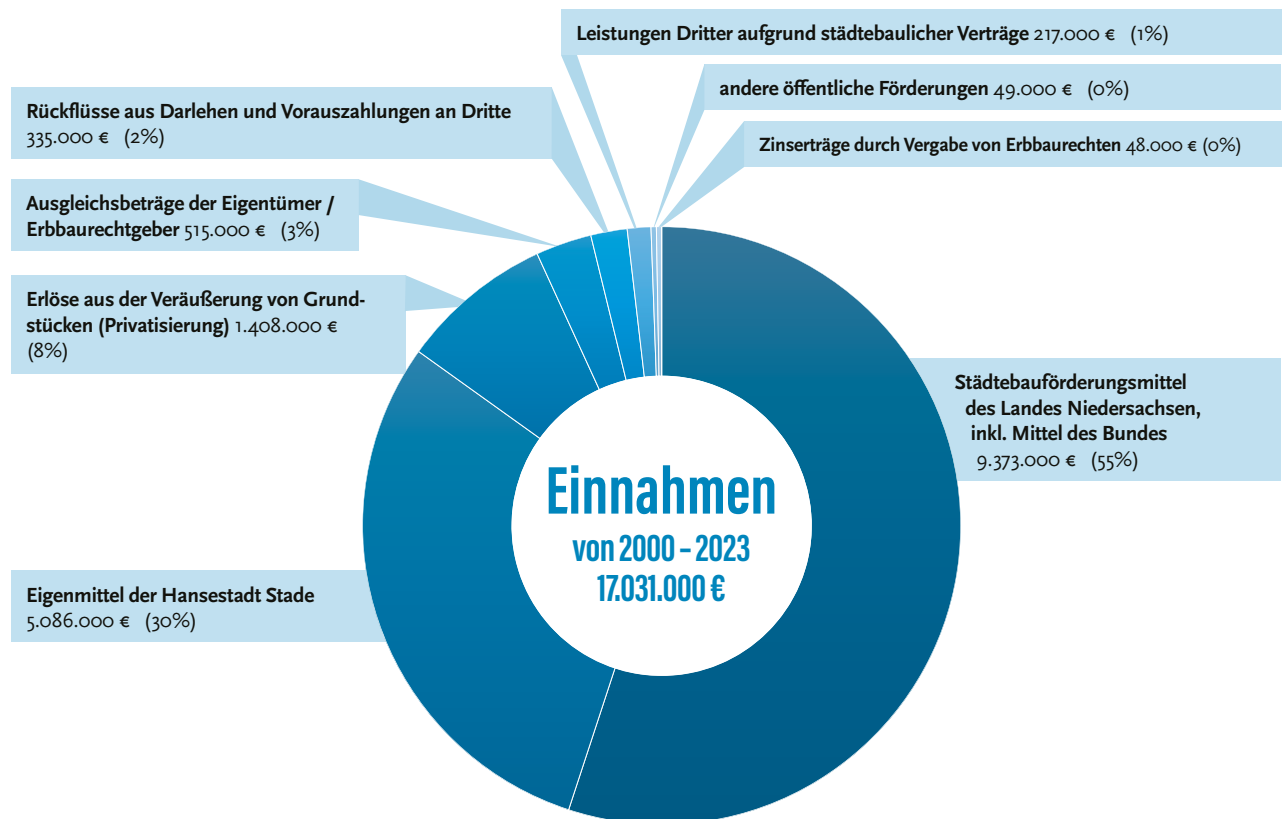 Leistungen Dritter aufgrund städtebaulicher Verträge 217.000 € (1%)
andere öffentliche Förderungen 49.000 € (0%)
Zinserträge durch Vergabe von Erbbaurechten 48.000 € (0%)
Rückflüsse aus Darlehen und Vorauszahlungen an Dritte
335.000 € (2%)
Ausgleichsbeträge der Eigentümer /
Erbbaurechtgeber 515.000 € (3%)
Erlöse aus der Veräußerung von Grund-
stücken (Privatisierung) 1.408.000 €
(8%)
Städtebauförderungsmittel
des Landes Niedersachsen,
inkl. Mittel des Bundes
9.373.000 € (55%)
Einnahmen
von 2000 – 2023
17.031.000 €
Eigenmittel der Hansestadt Stade
5.086.000 € (30%)